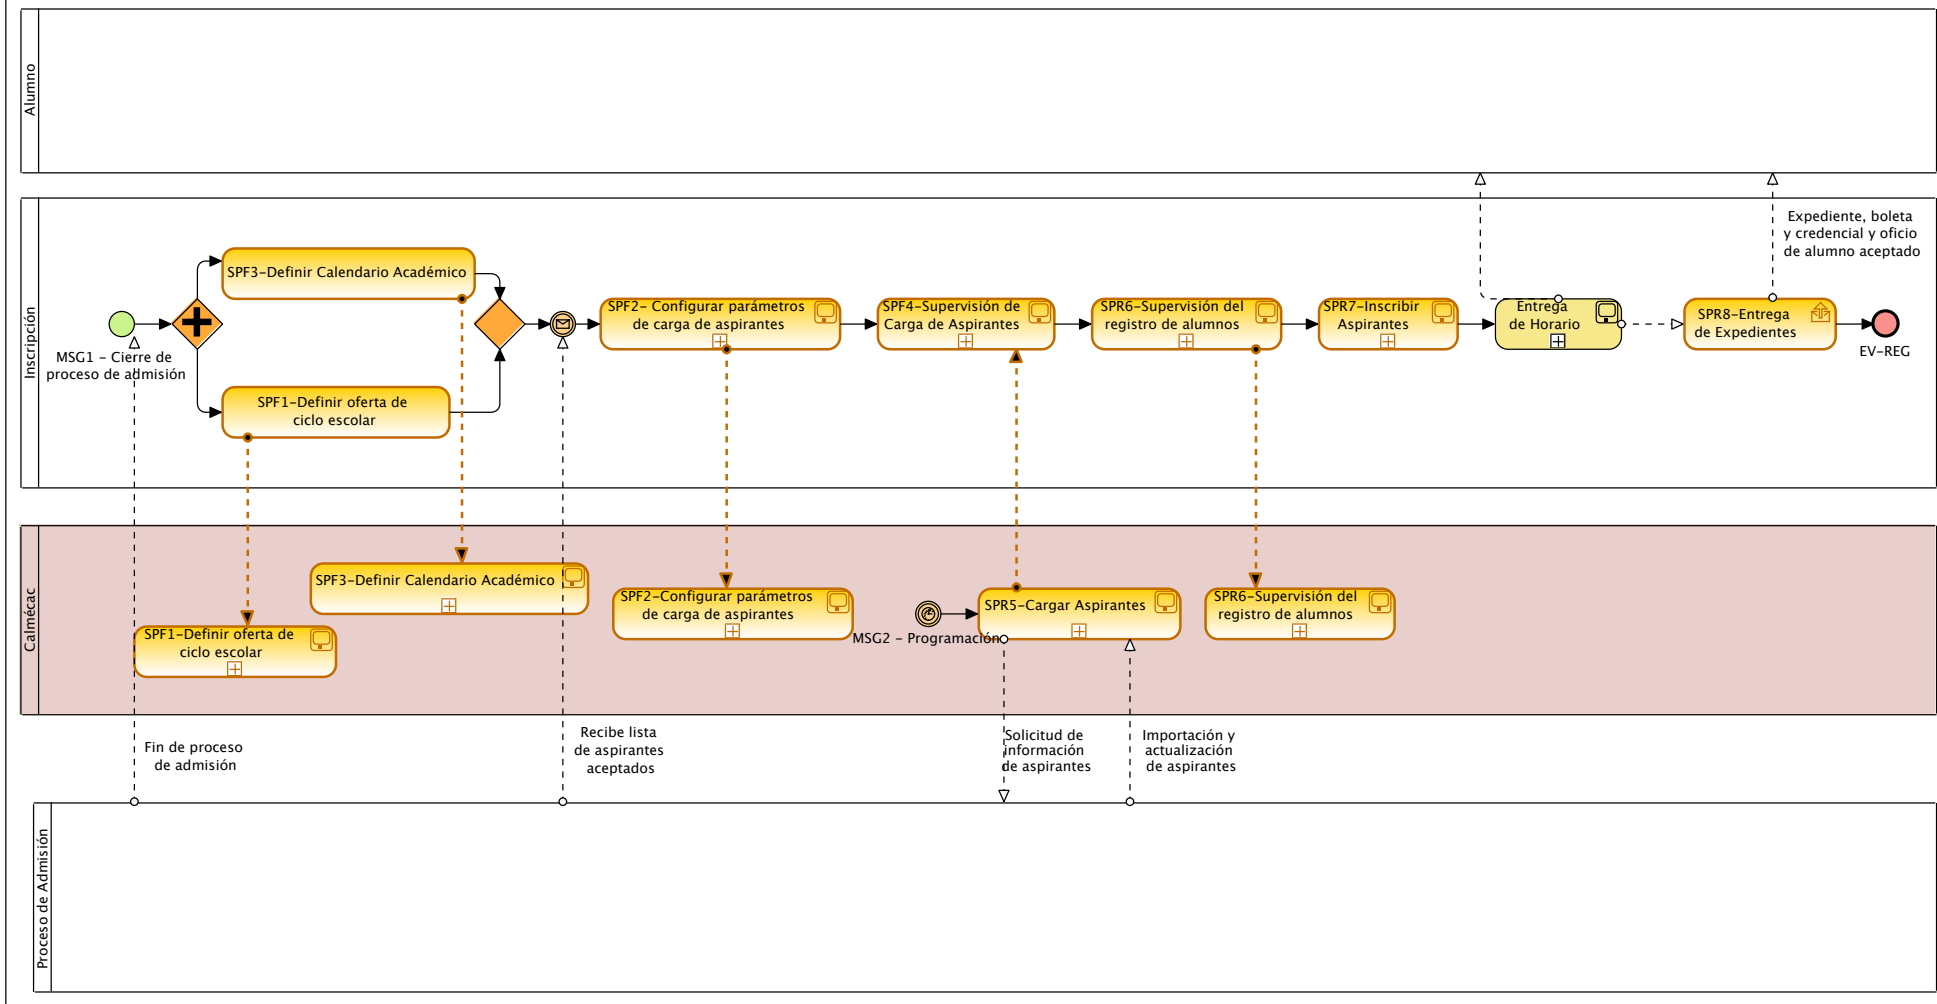 Alumno
Inscripción
MSG1 - Cierre de
proceso de admisión
SPF3-Definir Calendario Académico
SPF1-Definir oferta de
ciclo escolar
SPF2- Configurar parámetros
de carga de aspirantes
SPF4-Supervisión de
Carga de Aspirantes
SPR6-Supervisión del
registro de alumnos
SPR7-Inscribir
Aspirantes
Entrega
de Horario
SPR8-Entrega
de Expedientes
Expediente, boleta
y credencial y oficio
de alumno aceptado
EV-REG
Calmécac
SPF1-Definir oferta de
ciclo escolar
SPF3-Definir Calendario Académico
SPF2-Configurar parámetros
de carga de aspirantes
MSG2 - Programación
SPR5-Cargar Aspirantes
SPR6-Supervisión del
registro de alumnos
Fin de proceso
de admisión
Recibe lista
de aspirantes
aceptados
Solicitud de
información
de aspirantes
Importación y
actualización
de aspirantes
Proceso de Admisión